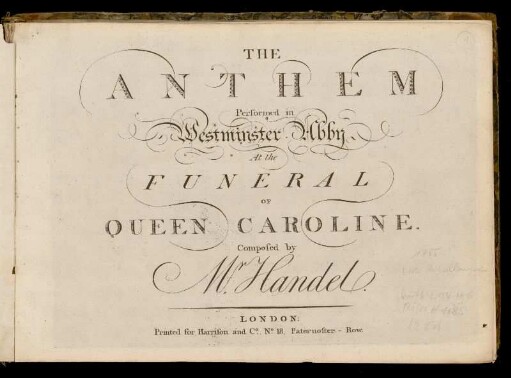 THE
ANTHEM
Performed in
Westminster Abby
At the
FUNERAL
OF
QUEEN CAROLINE.
Compoſed by
Mr. Handel.
LONDON:
Printed for Harriſon and Co. No. 18, Paternoſter - Row.